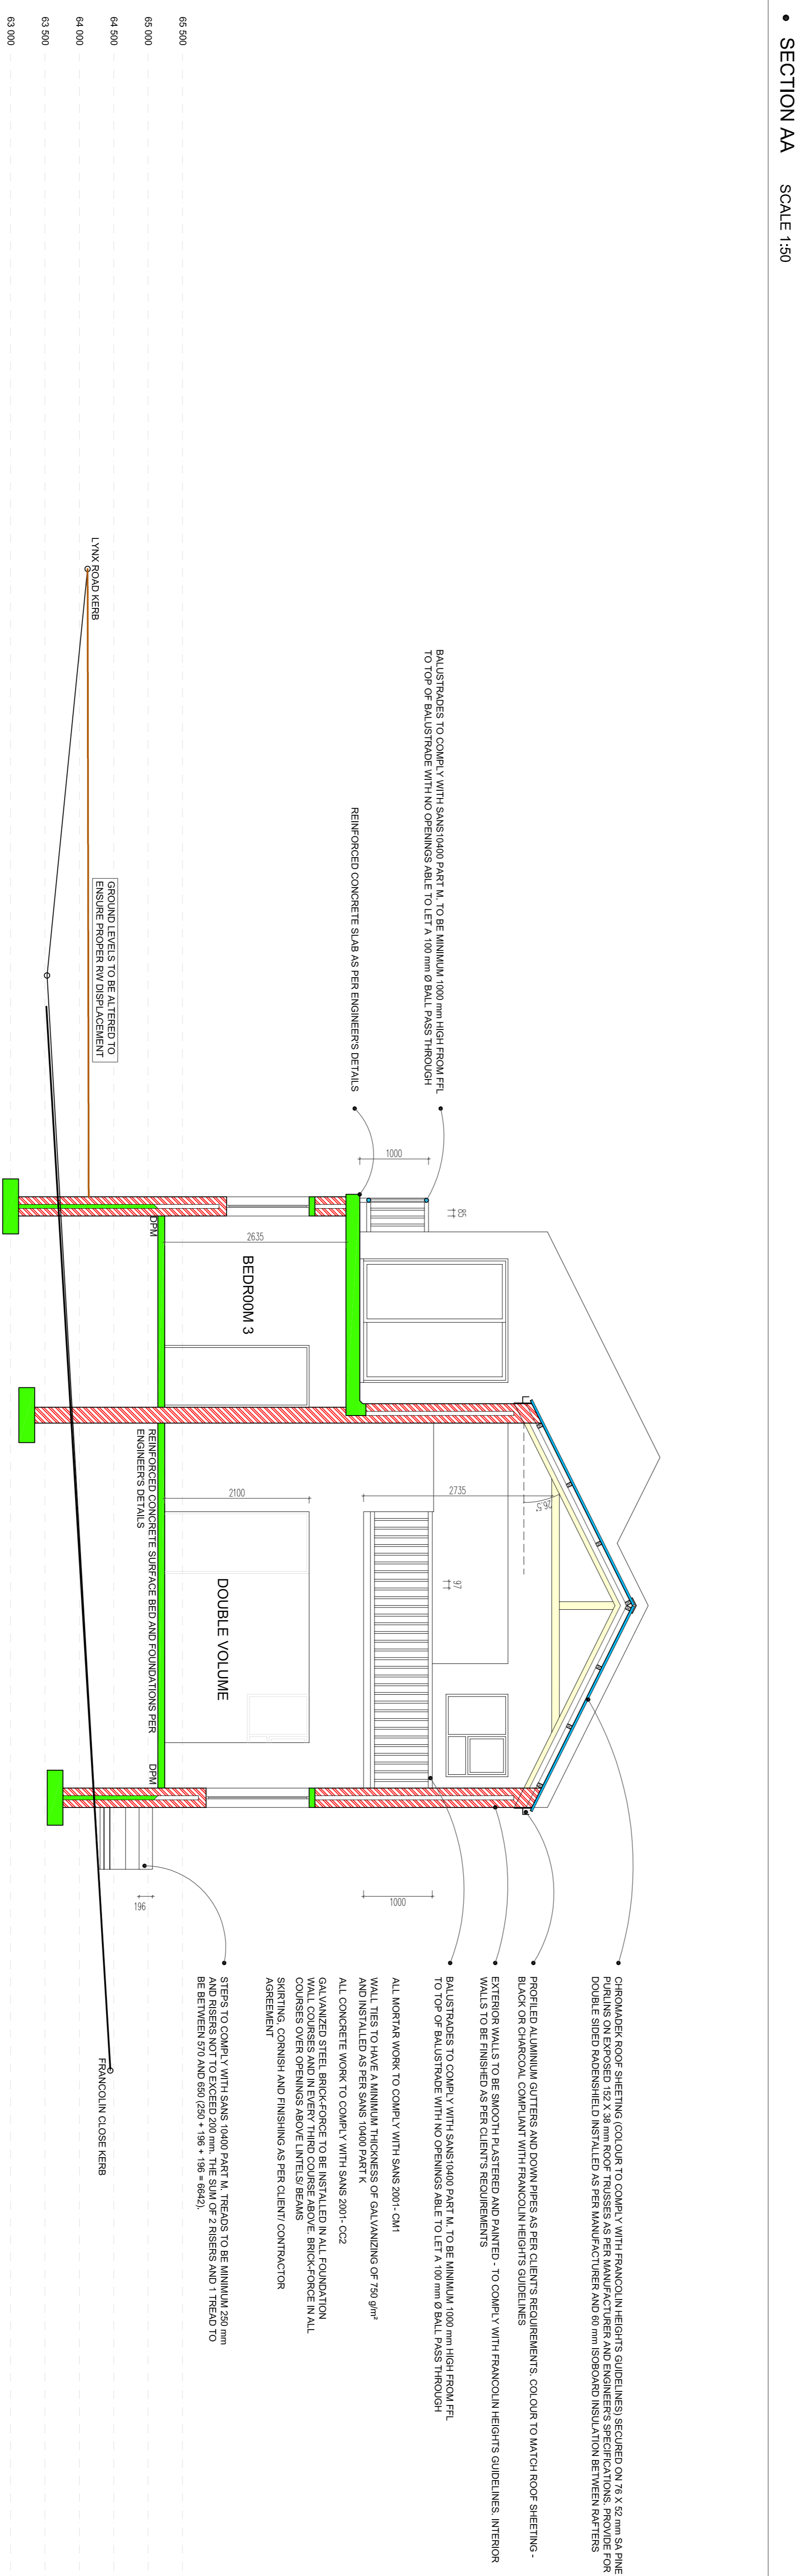 • SECTION AA SCALE 1:50
BALUSTRADES TO COMPLY WITH SANS10400 PART M. TO BE MINIMUM 1000 mm HIGH FROM FFL
TO TOP OF BALUSTRADE WITH NO OPENINGS ABLE TO LET A 100 mm Ø BALL PASS THROUGH
REINFORCED CONCRETE SLAB AS PER ENGINEER'S DETAILS
1000
85
26.5°
2735
97
2635
BEDR00M 3
2100
DOUBLE VOLUME
1000
DPM
REINFORCED CONCRETE SURFACE BED AND FOUNDATIONS PER
ENGINEER'S DETAILS
DPM
196
LYNX ROAD KERB
GROUND LEVELS TO BE ALTERED TO
ENSURE PROPER RW DISPLACEMENT
FRANCOLIN CLOSE KERB
CHROMADEK ROOF SHEETING (COLOUR TO COMPLY WITH FRANCOLIN HEIGHTS GUIDELINES) SECURED ON 76 X 52 mm SA PINE
PURLINS ON EXPOSED 152 X 38 mm ROOF TRUSSES AS PER MANUFACTURER AND ENGINEER'S SPECIFICATIONS. PROVIDE FOR
DOUBLE SIDED RADENSHIELD INSTALLED AS PER MANUFACTURER AND 60 mm ISOBOARD INSULATION BETWEEN RAFTERS
PROFILED ALUMINIUM GUTTERS AND DOWN PIPES AS PER CLIENT'S REQUIREMENTS. COLOUR TO MATCH ROOF SHEETING -
BLACK OR CHARCOAL COMPLIANT WITH FRANCOLIN HEIGHTS GUIDELINES
EXTERIOR WALLS TO BE SMOOTH PLASTERED AND PAINTED - TO COMPLY WITH FRANCOLIN HEIGHTS GUIDELINES. INTERIOR
WALLS TO BE FINISHED AS PER CLIENT'S REQUIREMENTS
BALUSTRADES TO COMPLY WITH SANS10400 PART M. TO BE MINIMUM 1000 mm HIGH FROM FFL
TO TOP OF BALUSTRADE WITH NO OPENINGS ABLE TO LET A 100 mm Ø BALL PASS THROUGH
ALL MORTAR WORK TO COMPLY WITH SANS 2001- CM1
WALL TIES TO HAVE A MINIMUM THICKNESS OF GALVANIZING OF 750 g/m²
AND INSTALLED AS PER SANS 10400 PART K
ALL CONCRETE WORK TO COMPLY WITH SANS 2001- CC2
GALVANIZED STEEL BRICK-FORCE TO BE INSTALLED IN ALL FOUNDATION
WALL COURSES AND IN EVERY THIRD COURSE ABOVE. BRICK-FORCE IN ALL
COURSES OVER OPENINGS ABOVE LINTELS/ BEAMS
SKIRTING, CORNISH AND FINISHING AS PER CLIENT/ CONTRACTOR
AGREEMENT
STEPS TO COMPLY WITH SANS 10400 PART M. TREADS TO BE MINIMUM 250 mm
AND RISERS NOT TO EXCEED 200 mm. THE SUM OF 2 RISERS AND 1 TREAD TO
BE BETWEEN 570 AND 650 (250 + 196 + 196 = 6642).
65 500
65 000
64 500
64 000
63 500
63 000